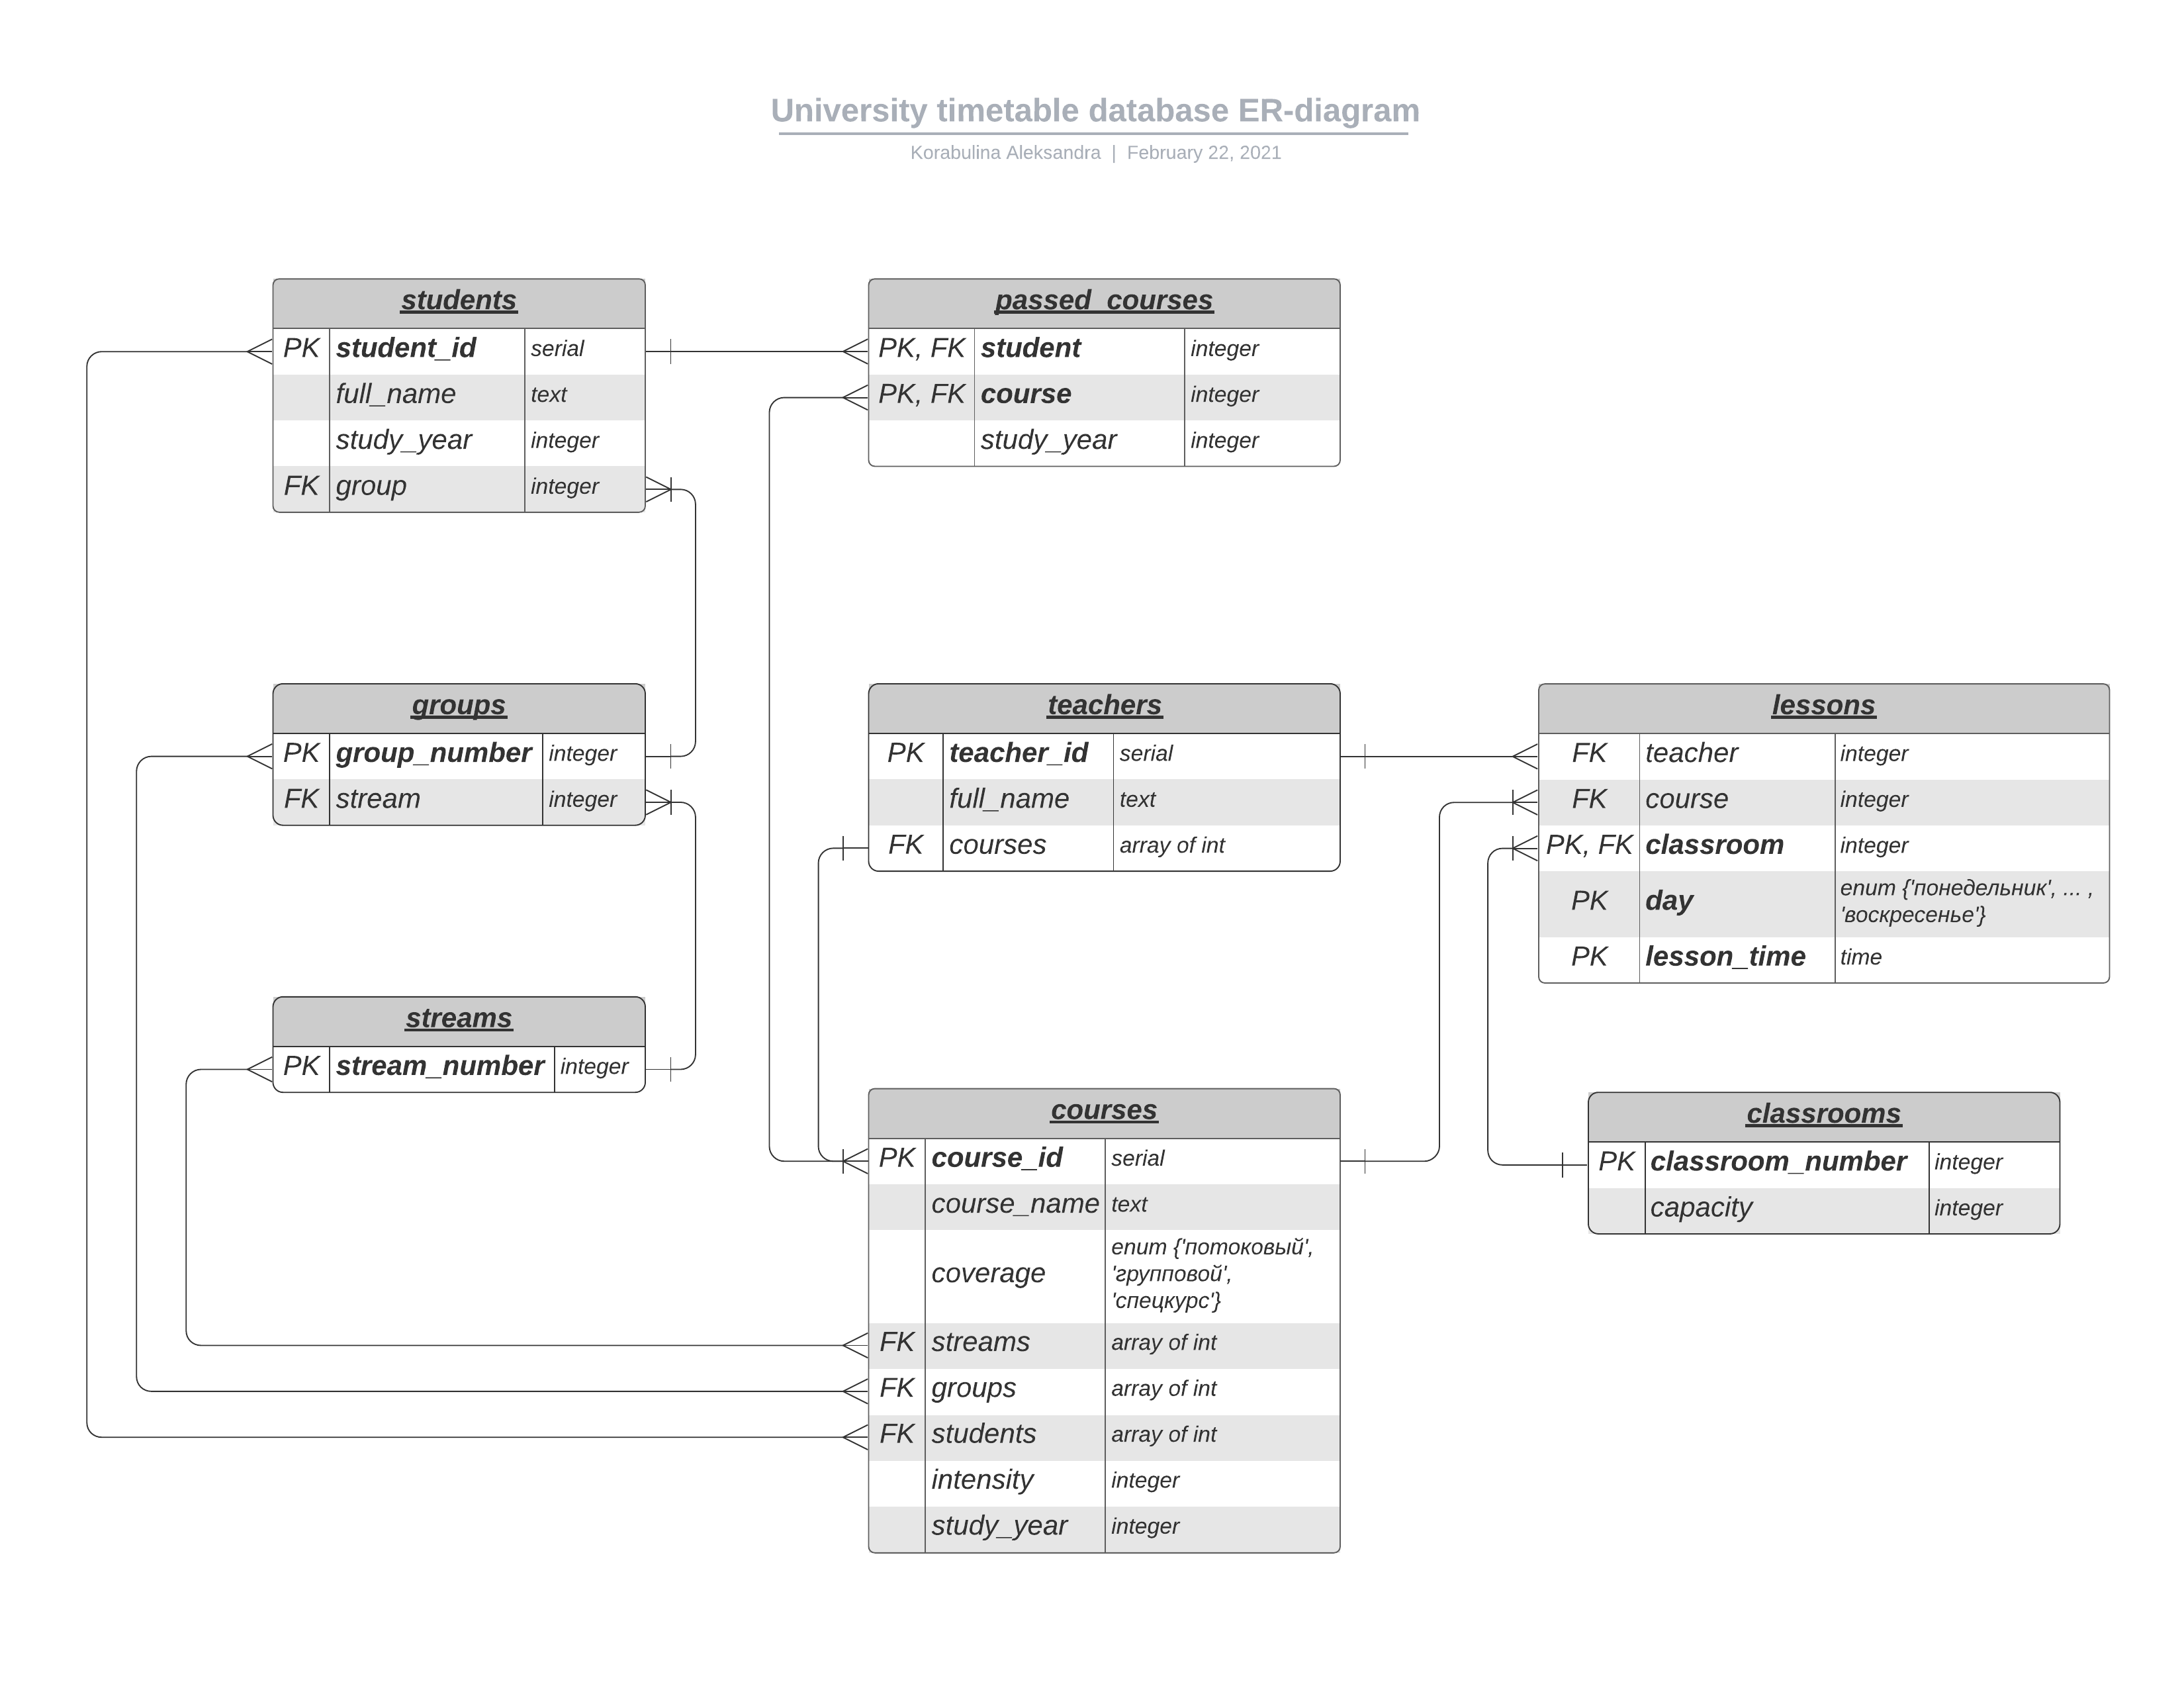 University timetable database ER-diagram
Korabulina Aleksandra | February 22, 2021
students
PK student_id serial
full_name text
study_year integer
FK group integer
passed_courses
PK, FK student integer
PK, FK course integer
study_year integer
groups
PK group_number integer
FK stream integer
teachers
PK teacher_id serial
full_name text
FK courses array of int
lessons
FK teacher integer
FK course integer
PK, FK classroom integer
PK day enum {'понедельник', ... ,
'воскресенье'}
PK lesson_time time
streams
PK stream_number integer
courses
PK course_id serial
course_name text
coverage enum {'потоковый',
'групповой',
'спецкурс'}
FK streams array of int
FK groups array of int
FK students array of int
intensity integer
study_year integer
classrooms
PK classroom_number integer
capacity integer